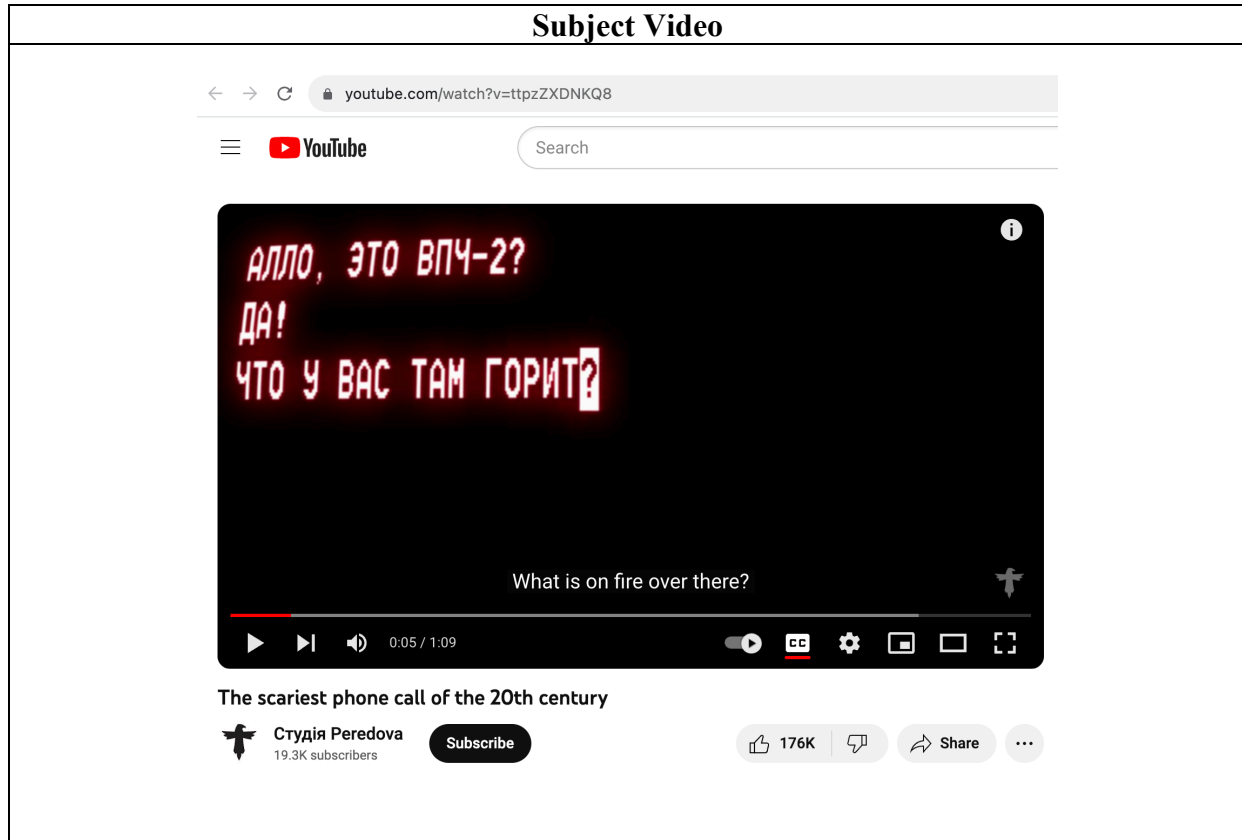 Subject Video
youtube.com/watch?v=ttpzZXDNKQ8
YouTube
Search
АЛЛО, ЭТО ВПЧ-2?
ДА!
ЧТО У ВАС ТАМ ГОРИТ?
What is on fire over there?
0:05 / 1:09
CC
The scariest phone call of the 20th century
Студія Peredova
19.3K subscribers
Subscribe
176K
Share